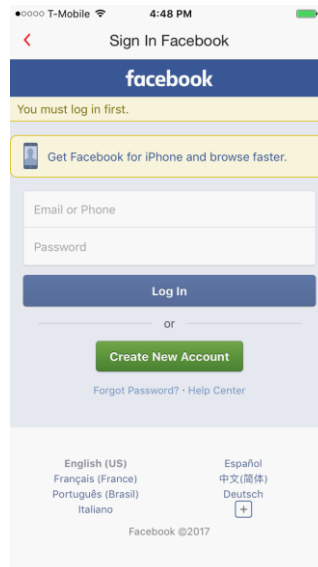 T-Mobile 4:48 PM
Sign In Facebook
facebook
You must log in first.
Get Facebook for iPhone and browse faster.
Email or Phone
Password
Log In
or
Create New Account
Forgot Password? · Help Center
English (US) Español
Français (France) 中文(简体)
Português (Brasil) Deutsch
Italiano +
Facebook ©2017